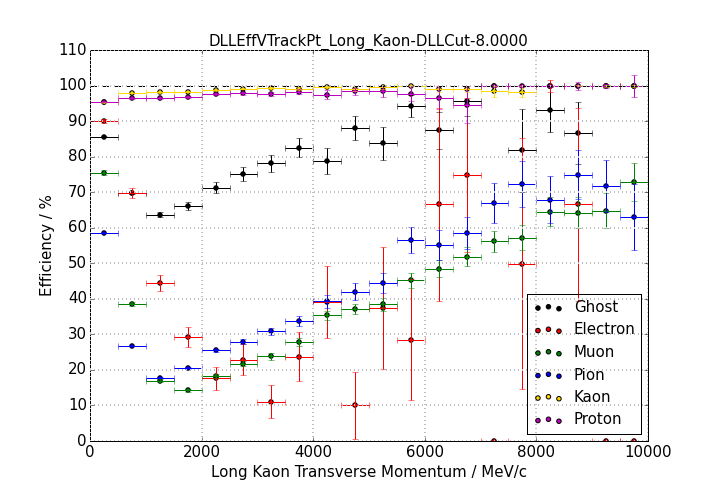 DLLEffVTrackPt_Long_Kaon-DLLCut-8.0000
110
100
90
80
70
60
50
40
30
20
10
0
Efficiency / %
Ghost
Electron
Muon
Pion
Kaon
Proton
0 2000 4000 6000 8000 10000
Long Kaon Transverse Momentum / MeV/c